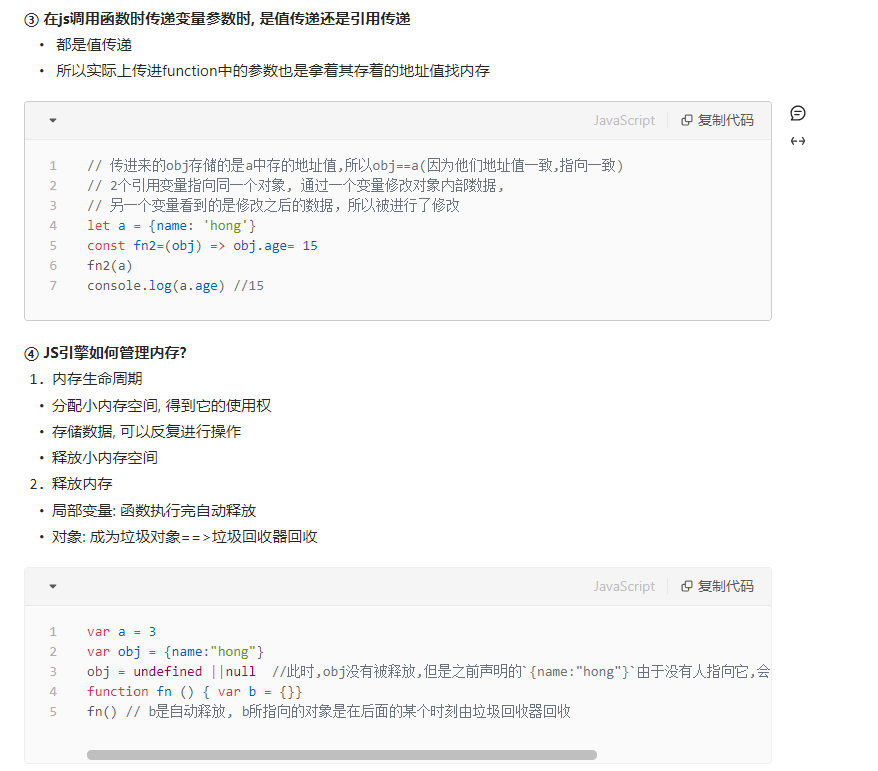 ③ 在js调用函数时传递变量参数时, 是值传递还是引用传递
• 都是值传递
• 所以实际上传进function中的参数也是拿着其存着的地址值找内存
JavaScript 复制代码
1 // 传进来的obj存储的是a中存的地址值,所以obj==a(因为他们地址值一致,指向一致)
2 // 2个引用变量指向同一个对象, 通过一个变量修改对象内部数据,
3 // 另一个变量看到的是修改之后的数据，所以被进行了修改
4 let a = {name: 'hong'}
5 const fn2=(obj) => obj.age= 15
6 fn2(a)
7 console.log(a.age) //15
④ JS引擎如何管理内存?
1. 内存生命周期
• 分配小内存空间, 得到它的使用权
• 存储数据, 可以反复进行操作
• 释放小内存空间
2. 释放内存
• 局部变量: 函数执行完自动释放
• 对象: 成为垃圾对象==>垃圾回收器回收
JavaScript 复制代码
1 var a = 3
2 var obj = {name:"hong"}
3 obj = undefined ||null //此时,obj没有被释放,但是之前声明的`{name:"hong"}`由于没有人指向它,会
4 function fn () { var b = {}}
5 fn() // b是自动释放, b所指向的对象是在后面的某个时刻由垃圾回收器回收